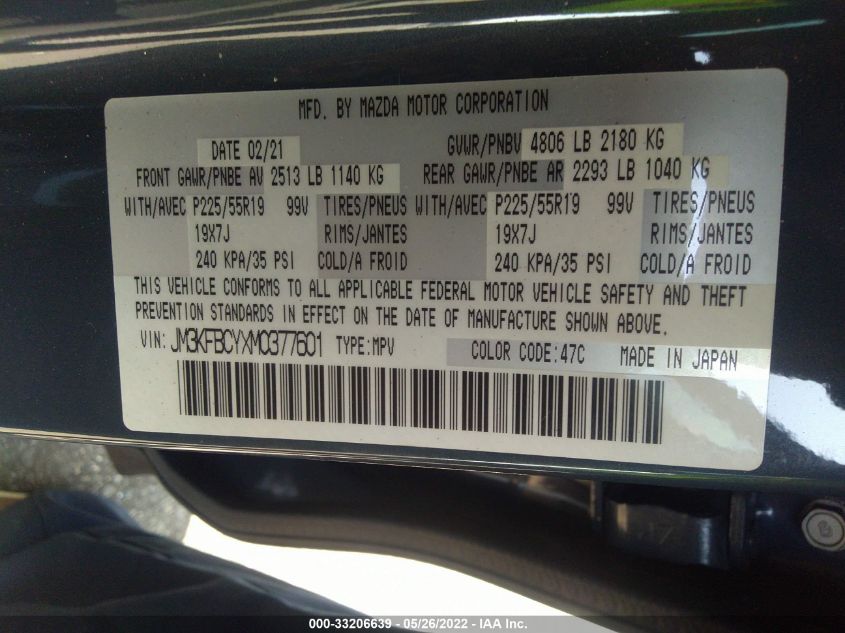 MFD. BY MAZDA MOTOR CORPORATION
DATE 02/21 GVWR/PNBV 4806 LB 2180 KG
FRONT GAWR/PNBE AV 2513 LB 1140 KG REAR GAWR/PNBE AR 2293 LB 1040 KG
WITH/AVEC P225/55R19 99V TIRES/PNEUS WITH/AVEC P225/55R19 99V TIRES/PNEUS
19X7J RIMS/JANTES 19X7J RIMS/JANTES
240 KPA/35 PSI COLD/A FROID 240 KPA/35 PSI COLD/A FROID
THIS VEHICLE CONFORMS TO ALL APPLICABLE FEDERAL MOTOR VEHICLE SAFETY AND THEFT
PREVENTION STANDARDS IN EFFECT ON THE DATE OF MANUFACTURE SHOWN ABOVE.
VIN: JM3KFBCYXM0377601 TYPE:MPV COLOR CODE:47C MADE IN JAPAN
000-33206639 - 05/26/2022 - IAA Inc.